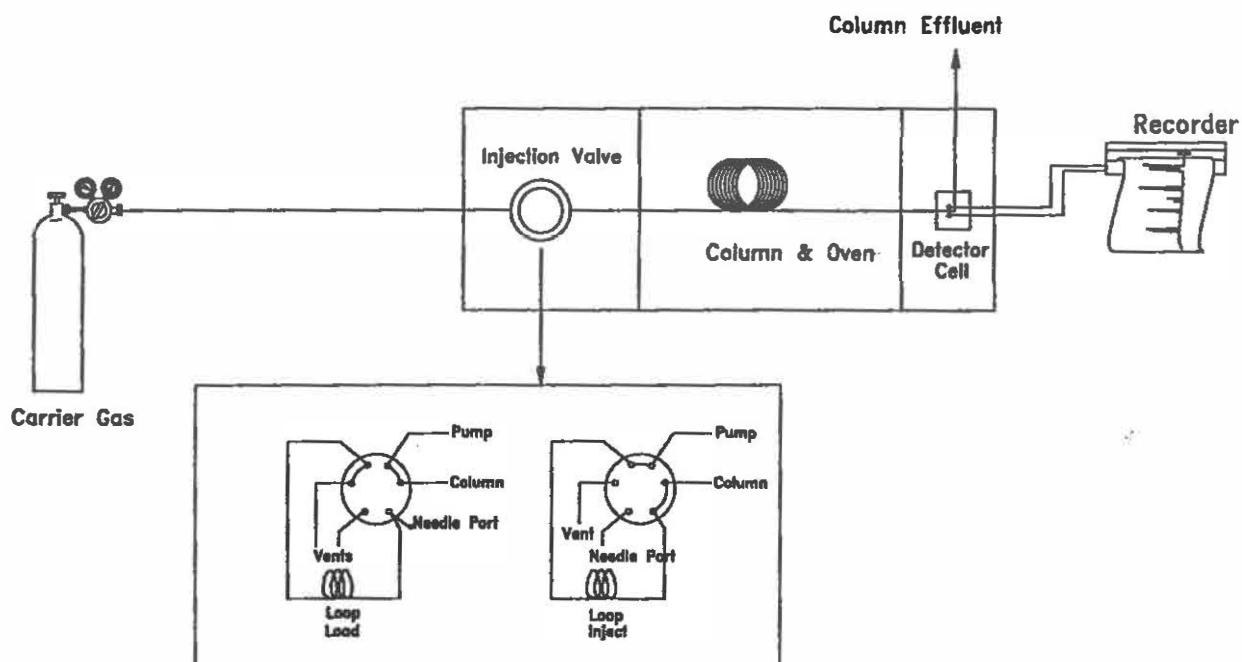 Column Effluent
Recorder
Injection Valve
Column & Oven
Detector
Cell
Carrier Gas
Pump
Column
Needle Port
Vents
Loop
Load
Pump
Column
Vent
Needle Port
Loop
Inject